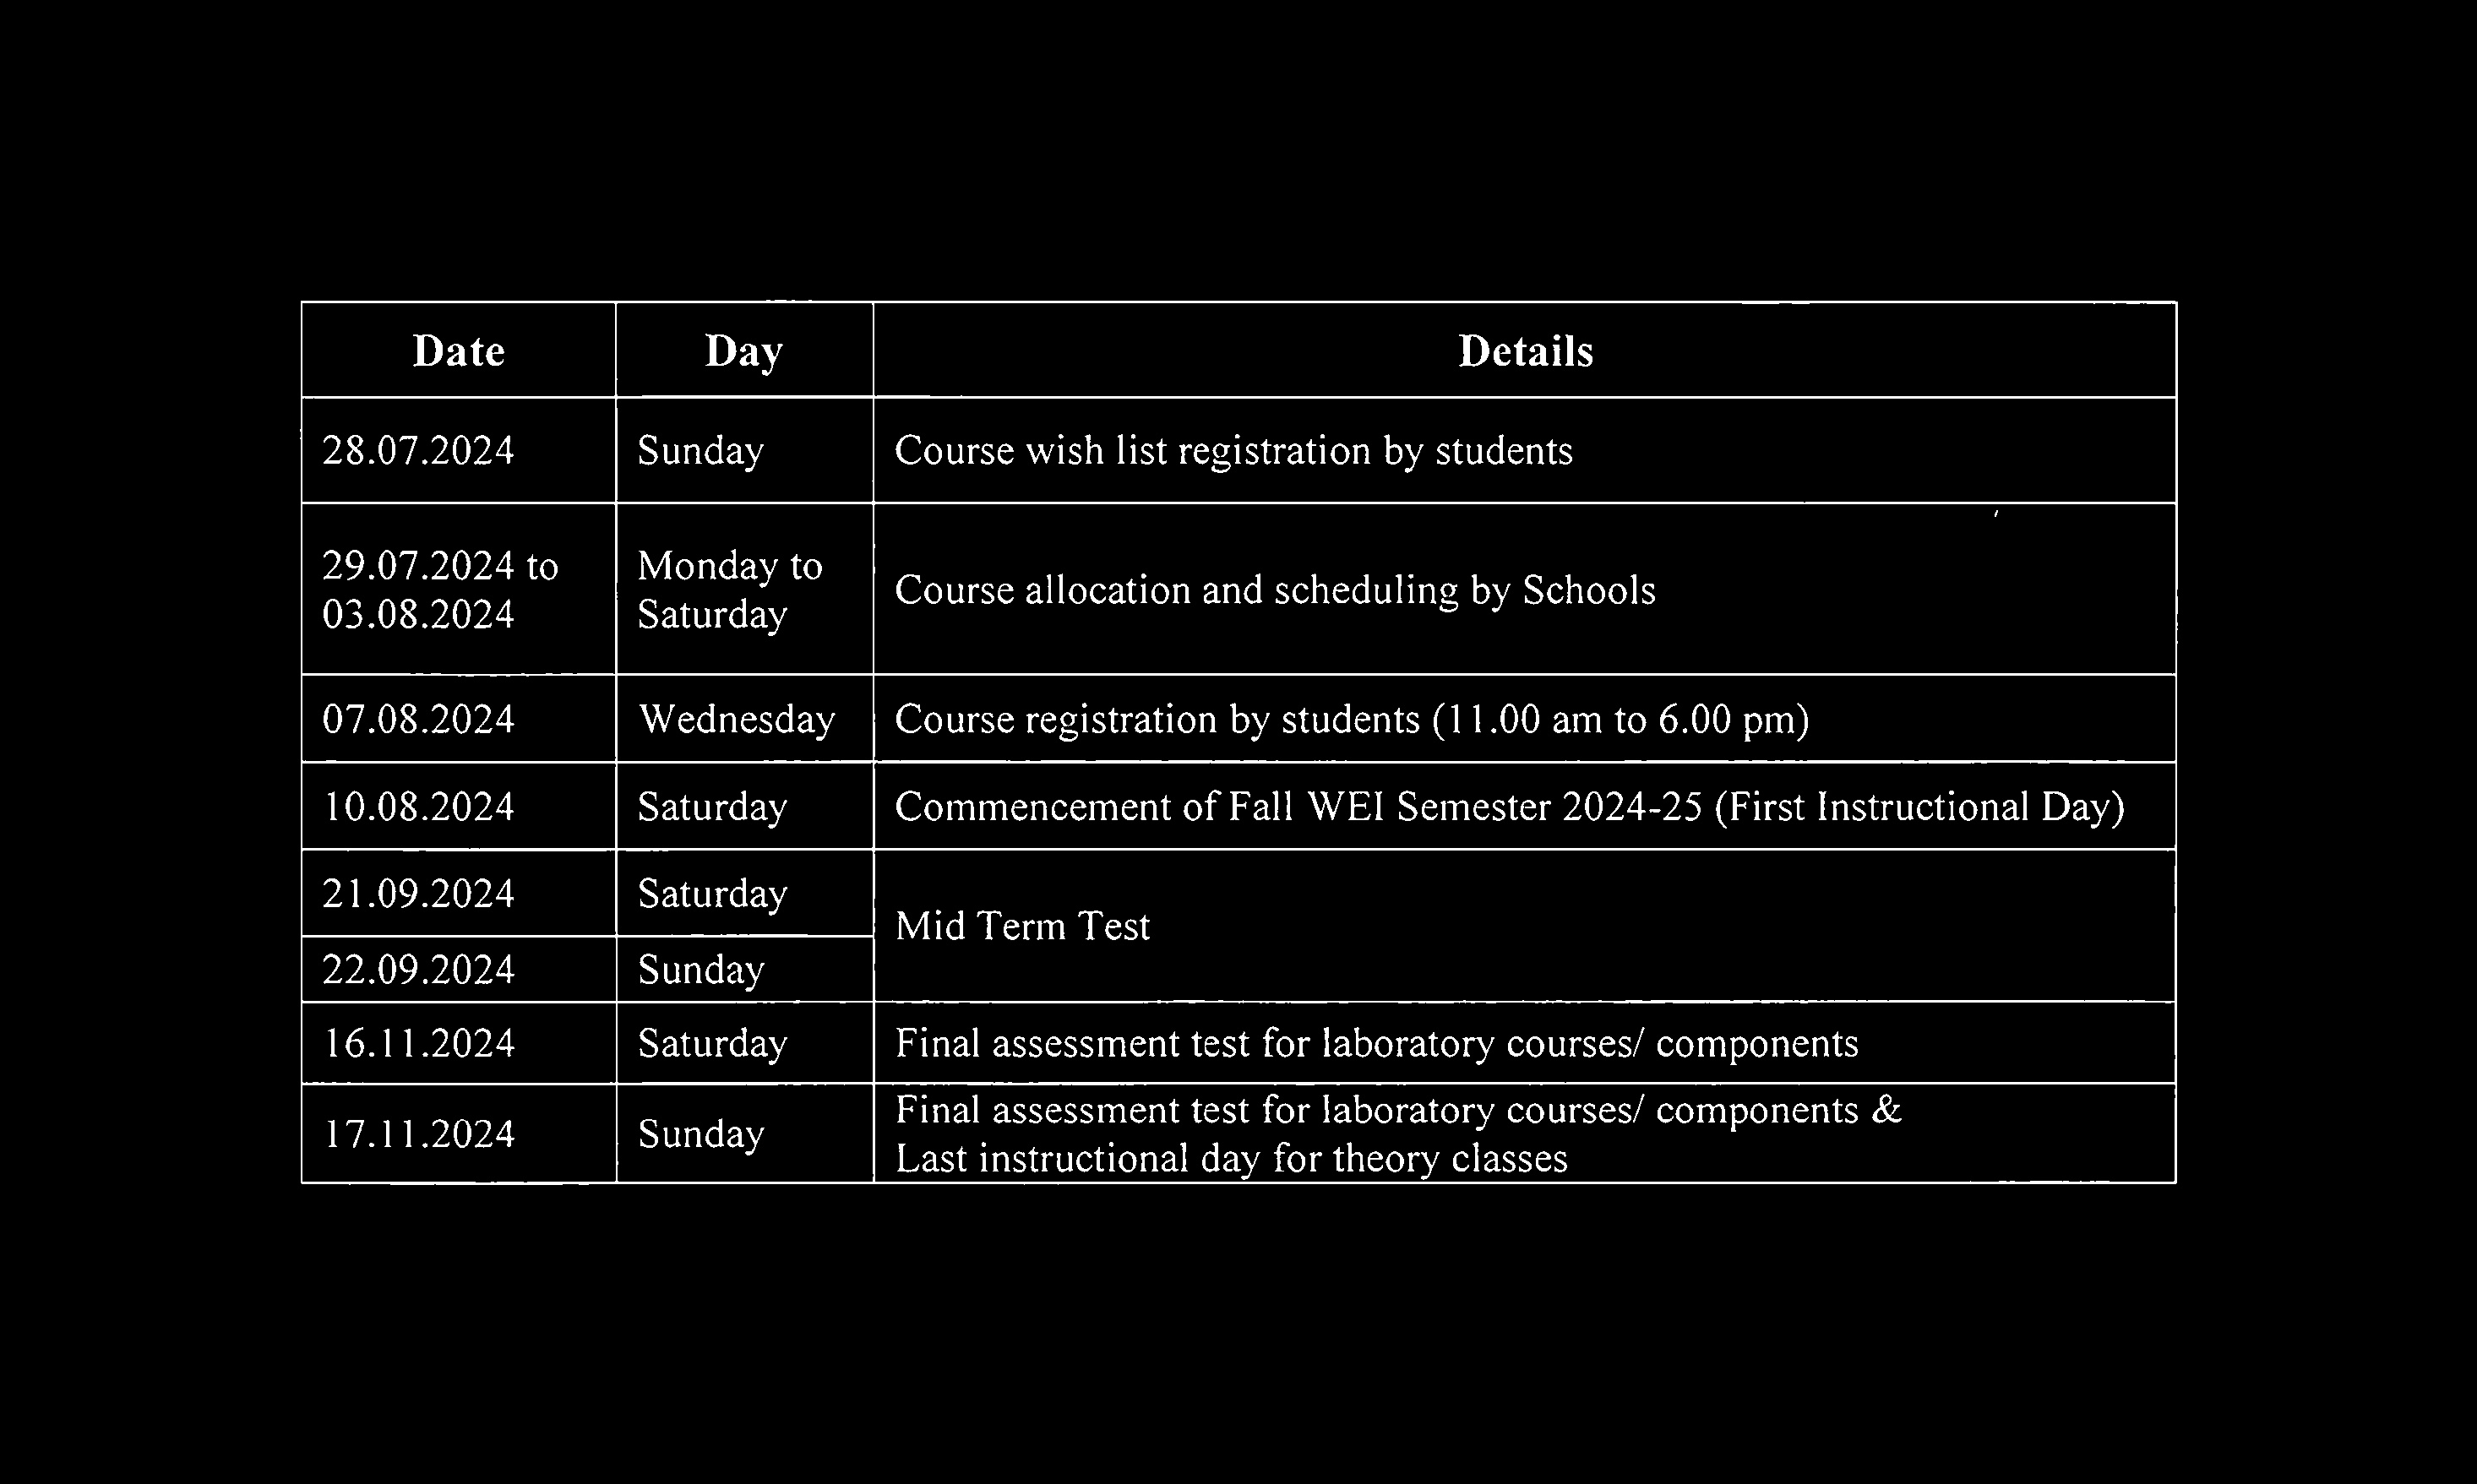 Date Day Details
28.07.2024 Sunday Course wish list registration by students
29.07.2024 to
03.08.2024
Monday to
Saturday
Course allocation and scheduling by Schools
07.08.2024 Wednesday Course registration by students (11.00 am to 6.00 pm)
10.08.2024 Saturday Commencement of Fall WEI Semester 2024-25 (First Instructional Day)
21.09.2024 Saturday
Mid Term Test
22.09.2024 Sunday
16.11.2024 Saturday Final assessment test for laboratory courses/ components
17.11.2024 Sunday
Final assessment test for laboratory courses/ components &
Last instructional day for theory classes